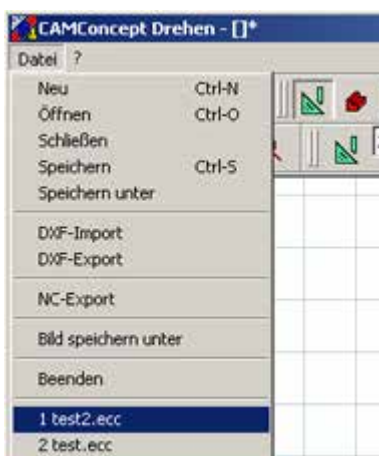 CAMConcept Drehen - []*
Datei ?
Neu Ctrl-N
Öffnen Ctrl-O
Schließen
Speichern Ctrl-S
Speichern unter
DXF-Import
DXF-Export
NC-Export
Bild speichern unter
Beenden
1 test2.ecc
2 test.ecc